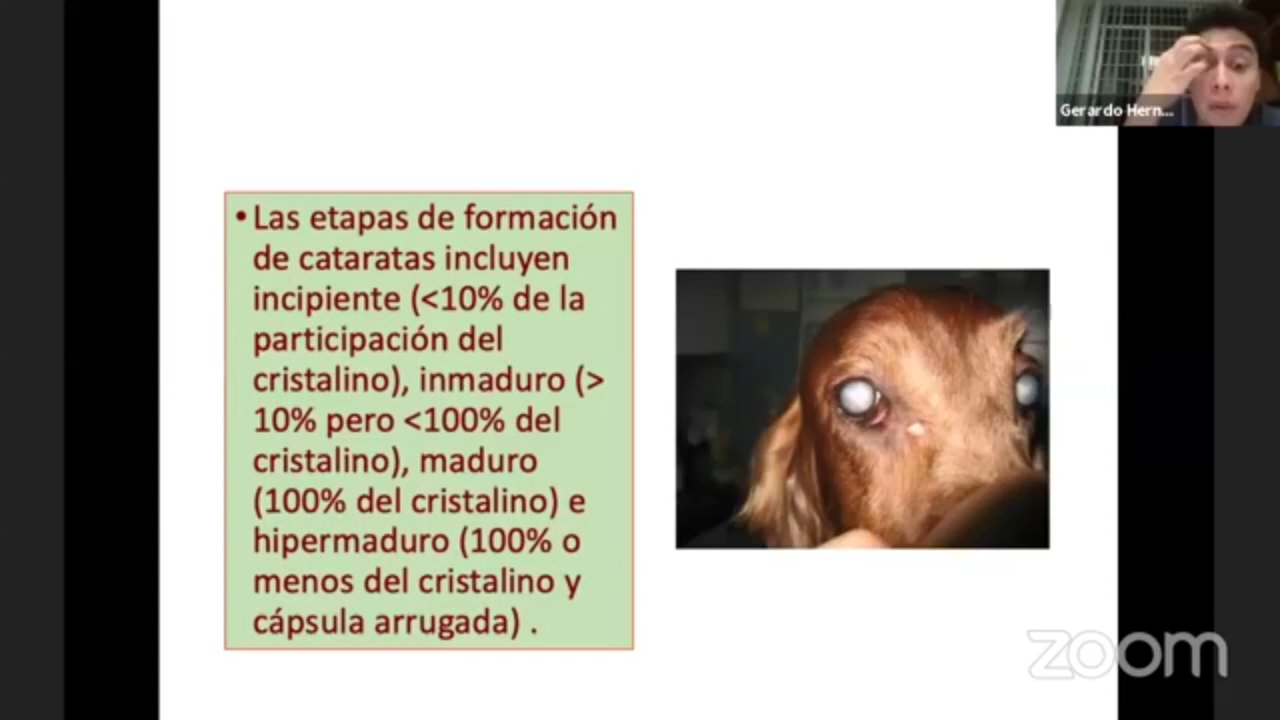 Gerardo Hern...
• Las etapas de formación
de cataratas incluyen
incipiente (<10% de la
participación del
cristalino), inmaduro (>
10% pero <100% del
cristalino), maduro
(100% del cristalino) e
hipermaduro (100% o
menos del cristalino y
cápsula arrugada) .
zoom